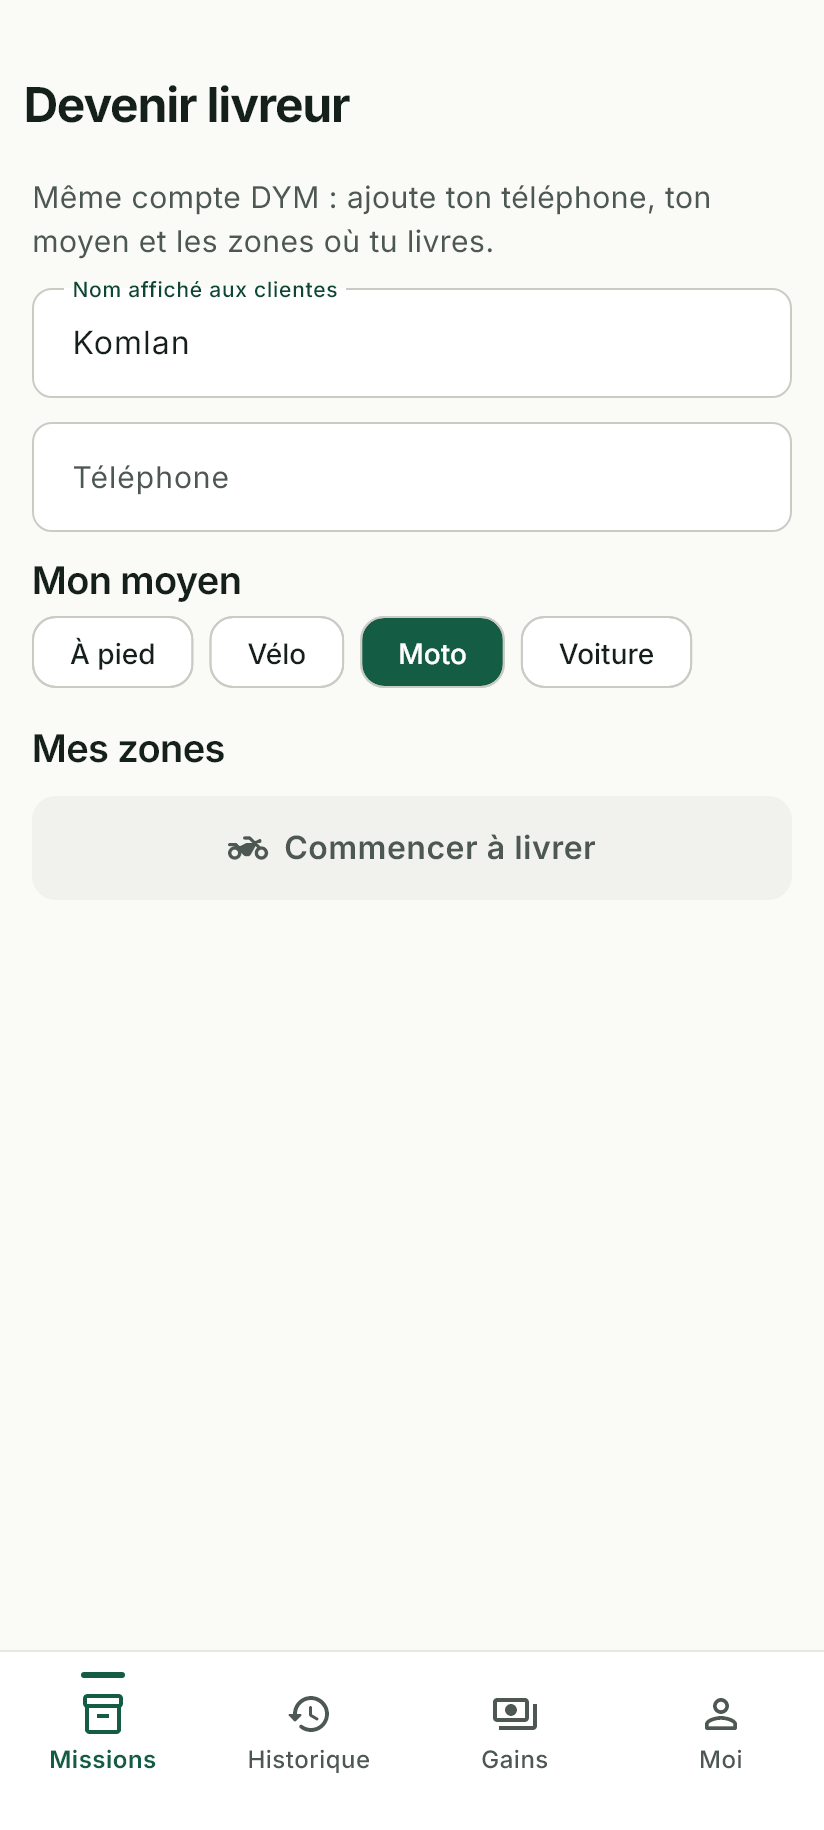 Devenir livreur
Même compte DYM : ajoute ton téléphone, ton
moyen et les zones où tu livres.
Nom affiché aux clientes
Komlan
Téléphone
Mon moyen
À pied
Vélo
Moto
Voiture
Mes zones
Commencer à livrer
Missions
Historique
Gains
Moi